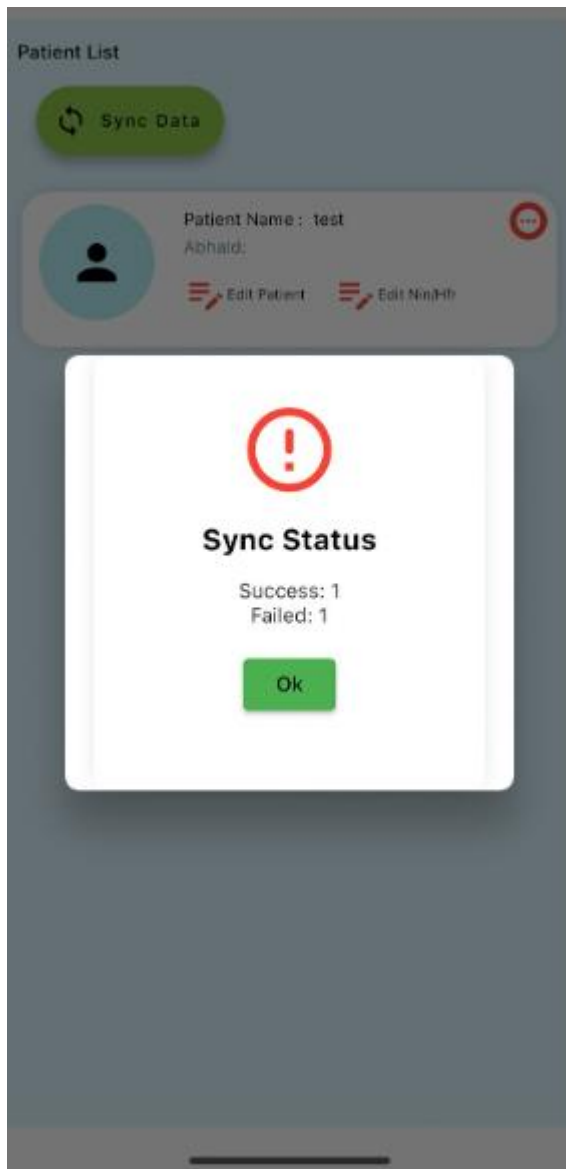 Patient List
Sync Data
Patient Name : test
AbhaId:
Edit Patient Edit Nin/Hfr
Sync Status
Success: 1
Failed: 1
Ok